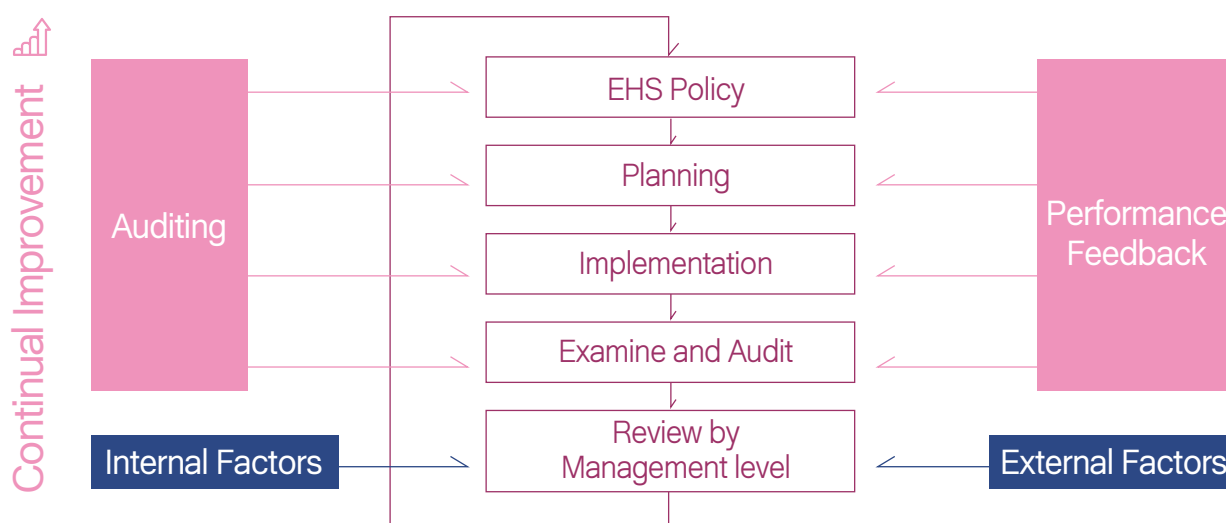 Continual Improvement
Auditing
EHS Policy
Planning
Implementation
Examine and Audit
Review by
Management level
Performance
Feedback
Internal Factors
External Factors